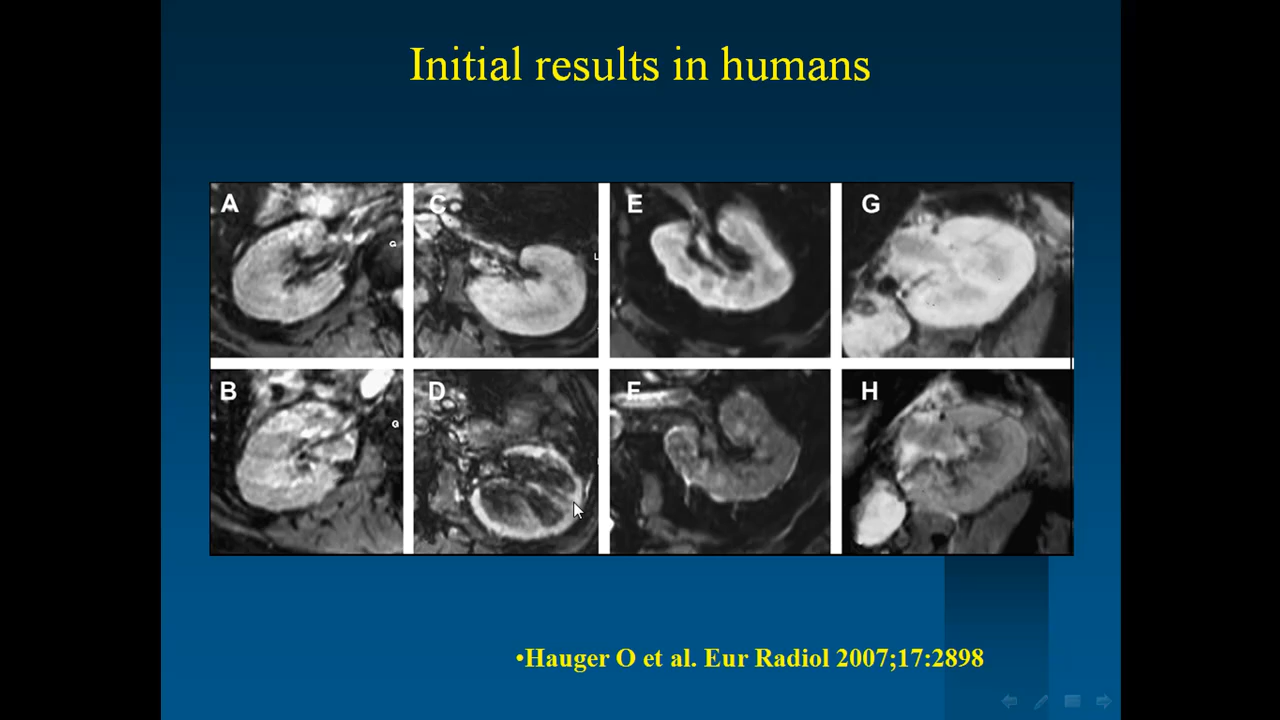 Initial results in humans
A
C
E
G
G
L
B
D
F
H
G
•Hauger O et al. Eur Radiol 2007;17:2898